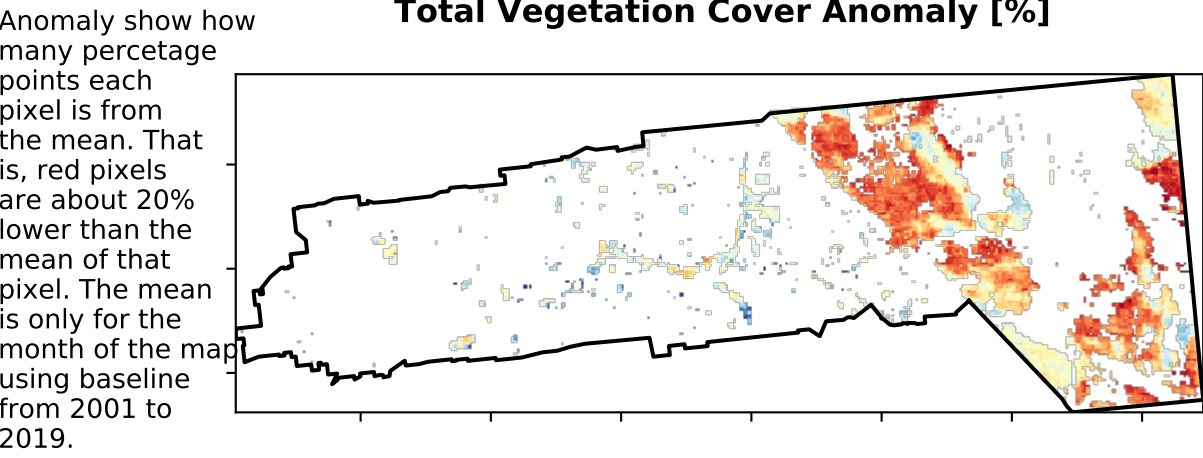 Total Vegetation Cover Anomaly [%]
Anomaly show how
many percetage
points each
pixel is from
the mean. That
is, red pixels
are about 20%
lower than the
mean of that
pixel. The mean
is only for the
month of the map
using baseline
from 2001 to
2019.